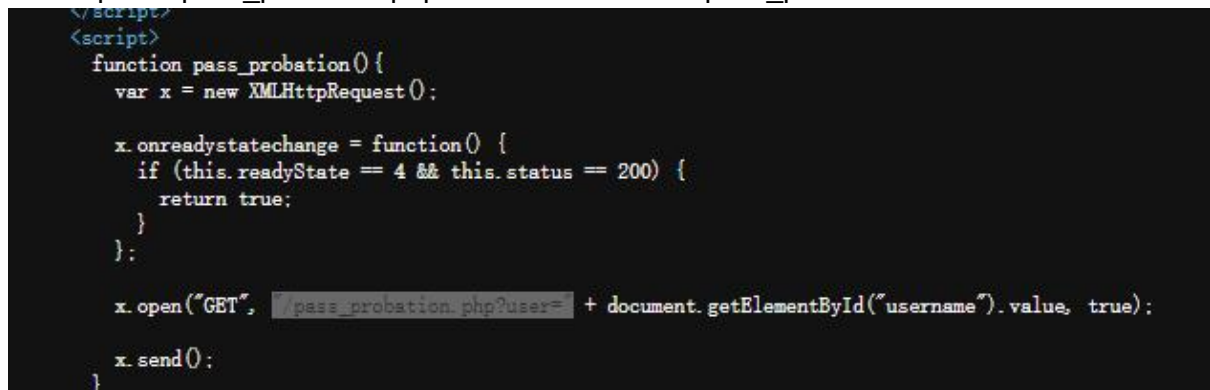 </script>
<script>
function pass_probation(){
var x = new XMLHttpRequest();
x.onreadystatechange = function() {
if (this.readyState == 4 && this.status == 200) {
return true;
}
};
x.open("GET", "/pass_probation.php?user=" + document.getElementById("username").value, true);
x.send();
}